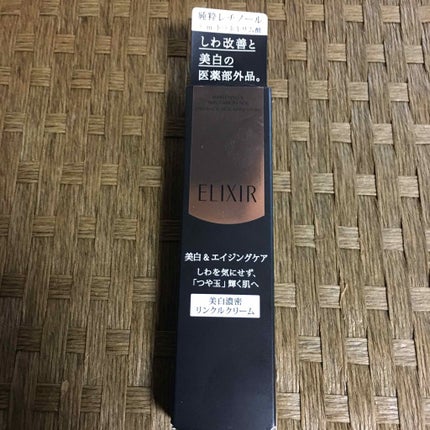 純粋レチノール
しわ改善と
美白の
医薬部外品。
ELIXIR
美白&エイジングケア
しわを気にせず、
「つや玉」輝く肌へ
美白濃密
リンクルクリーム